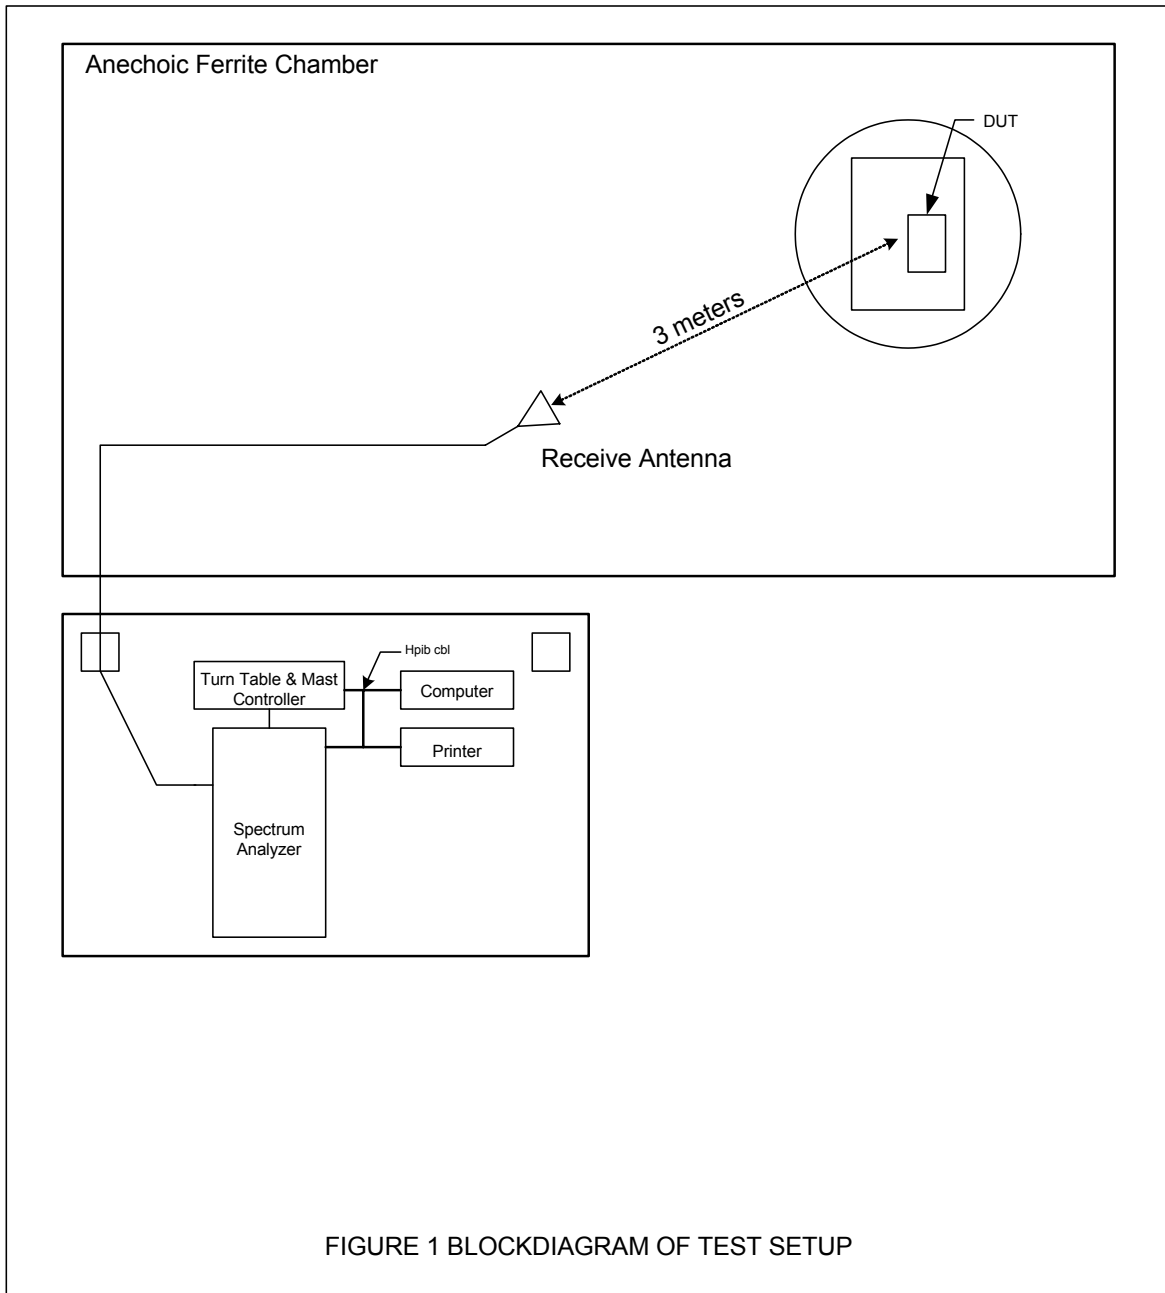 Anechoic Ferrite Chamber
DUT
3 meters
Receive Antenna
Hpib cbl
Turn Table & Mast
Controller
Computer
Printer
Spectrum
Analyzer
FIGURE 1 BLOCKDIAGRAM OF TEST SETUP